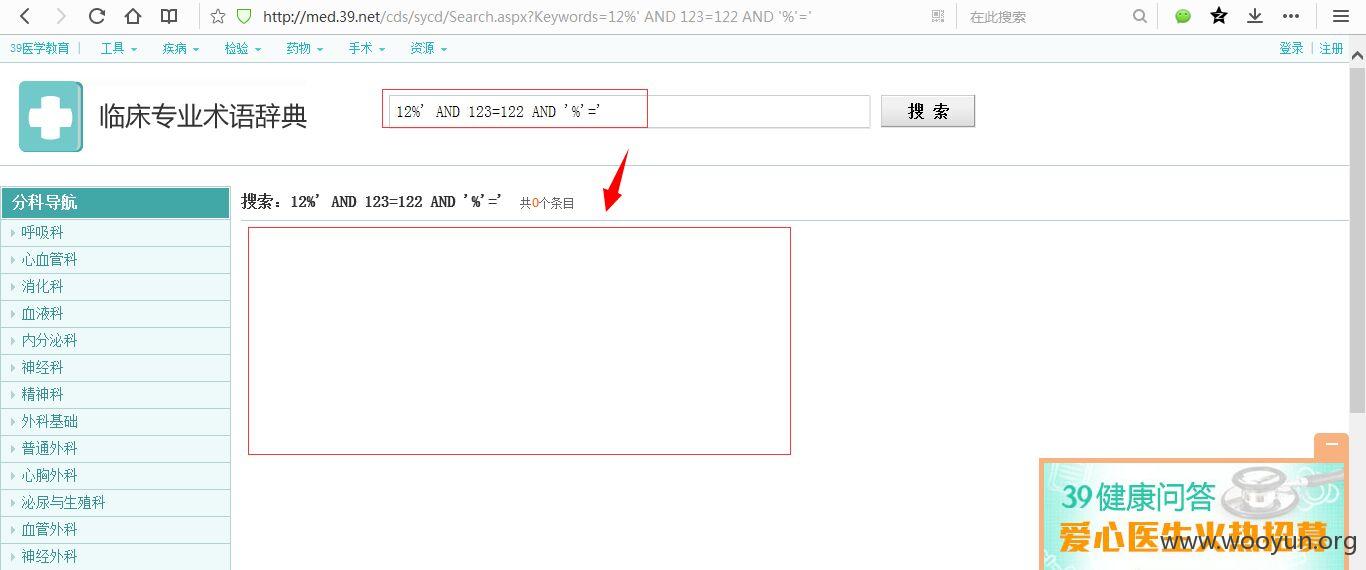 http://med.39.net/cds/sycd/Search.aspx?Keywords=12%' AND 123=122 AND '%'='
在此搜索
39医学教育 | 工具 疾病 检验 药物 手术 资源 登录 | 注册
临床专业术语辞典
12%' AND 123=122 AND '%'='
搜 索
分科导航
搜索：12%' AND 123=122 AND '%'=' 共0个条目
呼吸科
心血管科
消化科
血液科
内分泌科
神经科
精神科
外科基础
普通外科
心胸外科
泌尿与生殖科
血管外科
神经外科
39健康问答
爱心医生火热招募
www.wooyun.org